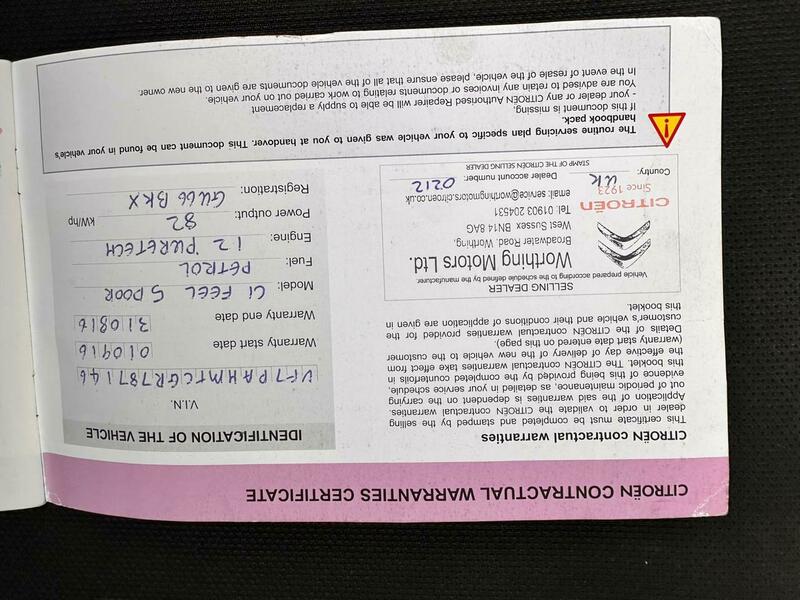 CITROËN CONTRACTUAL WARRANTIES CERTIFICATE
CITROËN contractual warranties
This certificate must be completed and stamped by the selling
dealer in order to validate the CITROËN contractual warranties.
Application of the said warranties is dependent on the carrying
out of periodic maintenance, as detailed in your service schedule,
evidence of this being provided by the completed counterfoils in
this booklet. The CITROËN contractual warranties take effect from
the effective day of delivery of the new vehicle to the customer
(warranty start date entered on this page).
Details of the CITROËN contractual warranties provided for the
customer's vehicle and their conditions of application are given in
this booklet.
SELLING DEALER
Vehicle prepared according to the schedule defined by the manufacturer.
Worthing Motors Ltd.
Broadwater Road, Worthing,
West Sussex BN14 8AG
Tel: 01903 204531
email: service@worthingmotors.citroen.co.uk
CITROËN
Since 1923
Country: UK
Dealer account number: 0212
STAMP OF THE CITROËN SELLING DEALER
IDENTIFICATION OF THE VEHICLE
V.I.N.
VF7PAHMTCGR787146
Warranty start date 010916
Warranty end date 310816
Model: C1 FEEL 5 DOOR
Fuel: PETROL
Engine: 1.2 PURETECH
Power output: 82 kW/hp
Registration: GU66 BKX
The routine servicing plan specific to your vehicle was given to you at handover. This document can be found in your vehicle's
handbook pack.
If this document is missing,
- your dealer or any CITROËN Authorised Repairer will be able to supply a replacement
You are advised to retain any invoices or documents relating to work carried out on your vehicle.
In the event of resale of the vehicle, please ensure that all of the vehicle documents are given to the new owner.